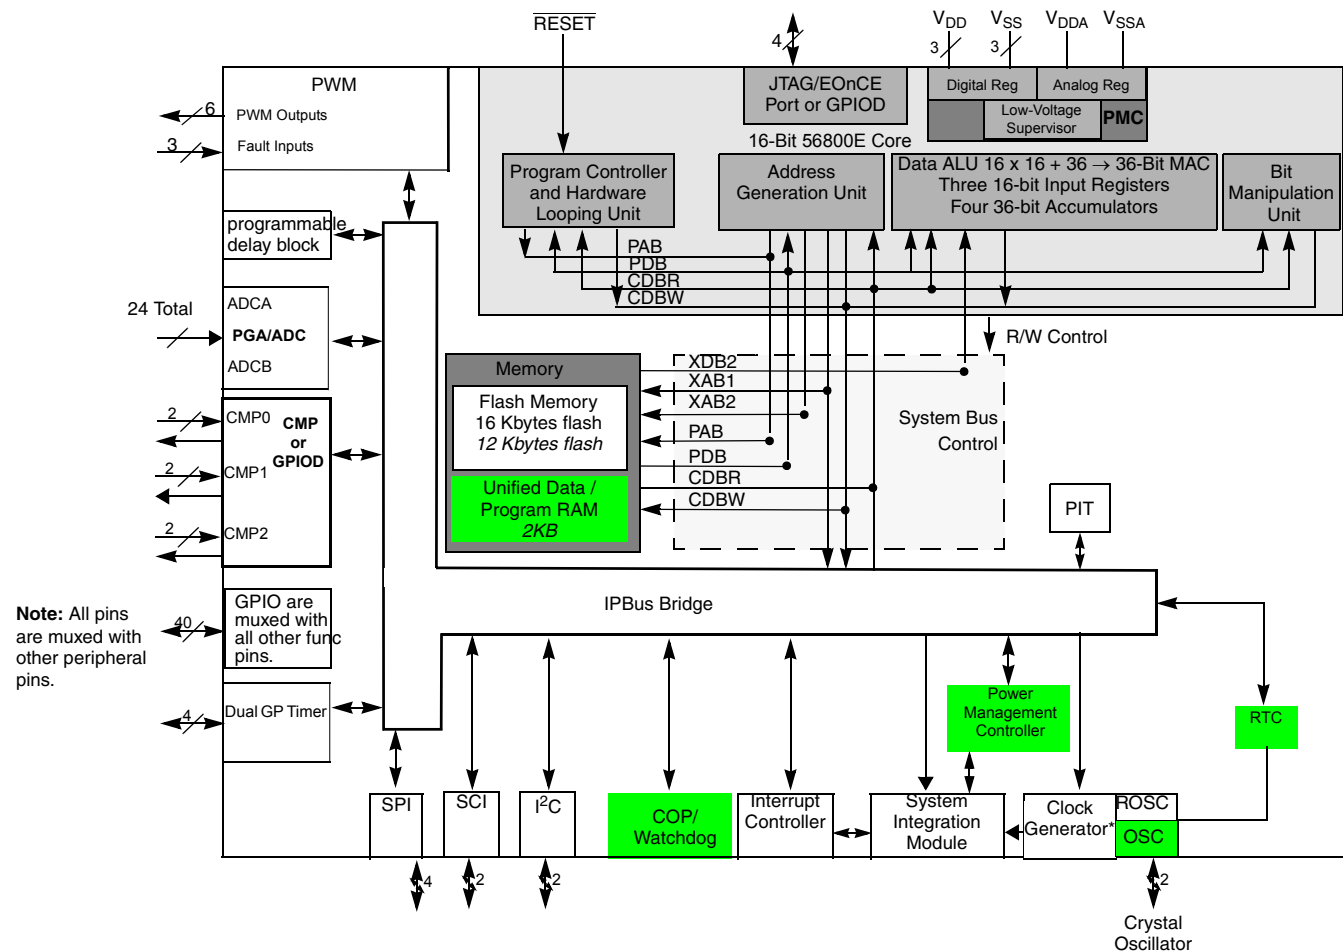 RESET
4
VDD
VSS
VDDA
VSSA
3
3
PWM
6
PWM Outputs
3
Fault Inputs
JTAG/EOnCE
Port or GPIOD
Digital Reg
Analog Reg
Low-Voltage
Supervisor
PMC
16-Bit 56800E Core
Program Controller
and Hardware
Looping Unit
Address
Generation Unit
Data ALU 16 x 16 + 36 → 36-Bit MAC
Three 16-bit Input Registers
Four 36-bit Accumulators
Bit
Manipulation
Unit
PAB
PDB
CDBR
CDBW
programmable
delay block
24 Total
ADCA
PGA/ADC
ADCB
R/W Control
Memory
Flash Memory
16 Kbytes flash
12 Kbytes flash
Unified Data /
Program RAM
2KB
XDB2
XAB1
XAB2
PAB
PDB
CDBR
CDBW
System Bus
Control
2
CMP0
CMP
or
GPIOD
2
CMP1
2
CMP2
PIT
IPBus Bridge
Note: All pins
are muxed with
other peripheral
pins.
40
GPIO are
muxed with
all other func
pins.
4
Dual GP Timer
Power
Management
Controller
RTC
SPI
SCI
I2C
COP/
Watchdog
Interrupt
Controller
System
Integration
Module
Clock
Generator*
ROSC
OSC
4
2
2
2
Crystal
Oscillator